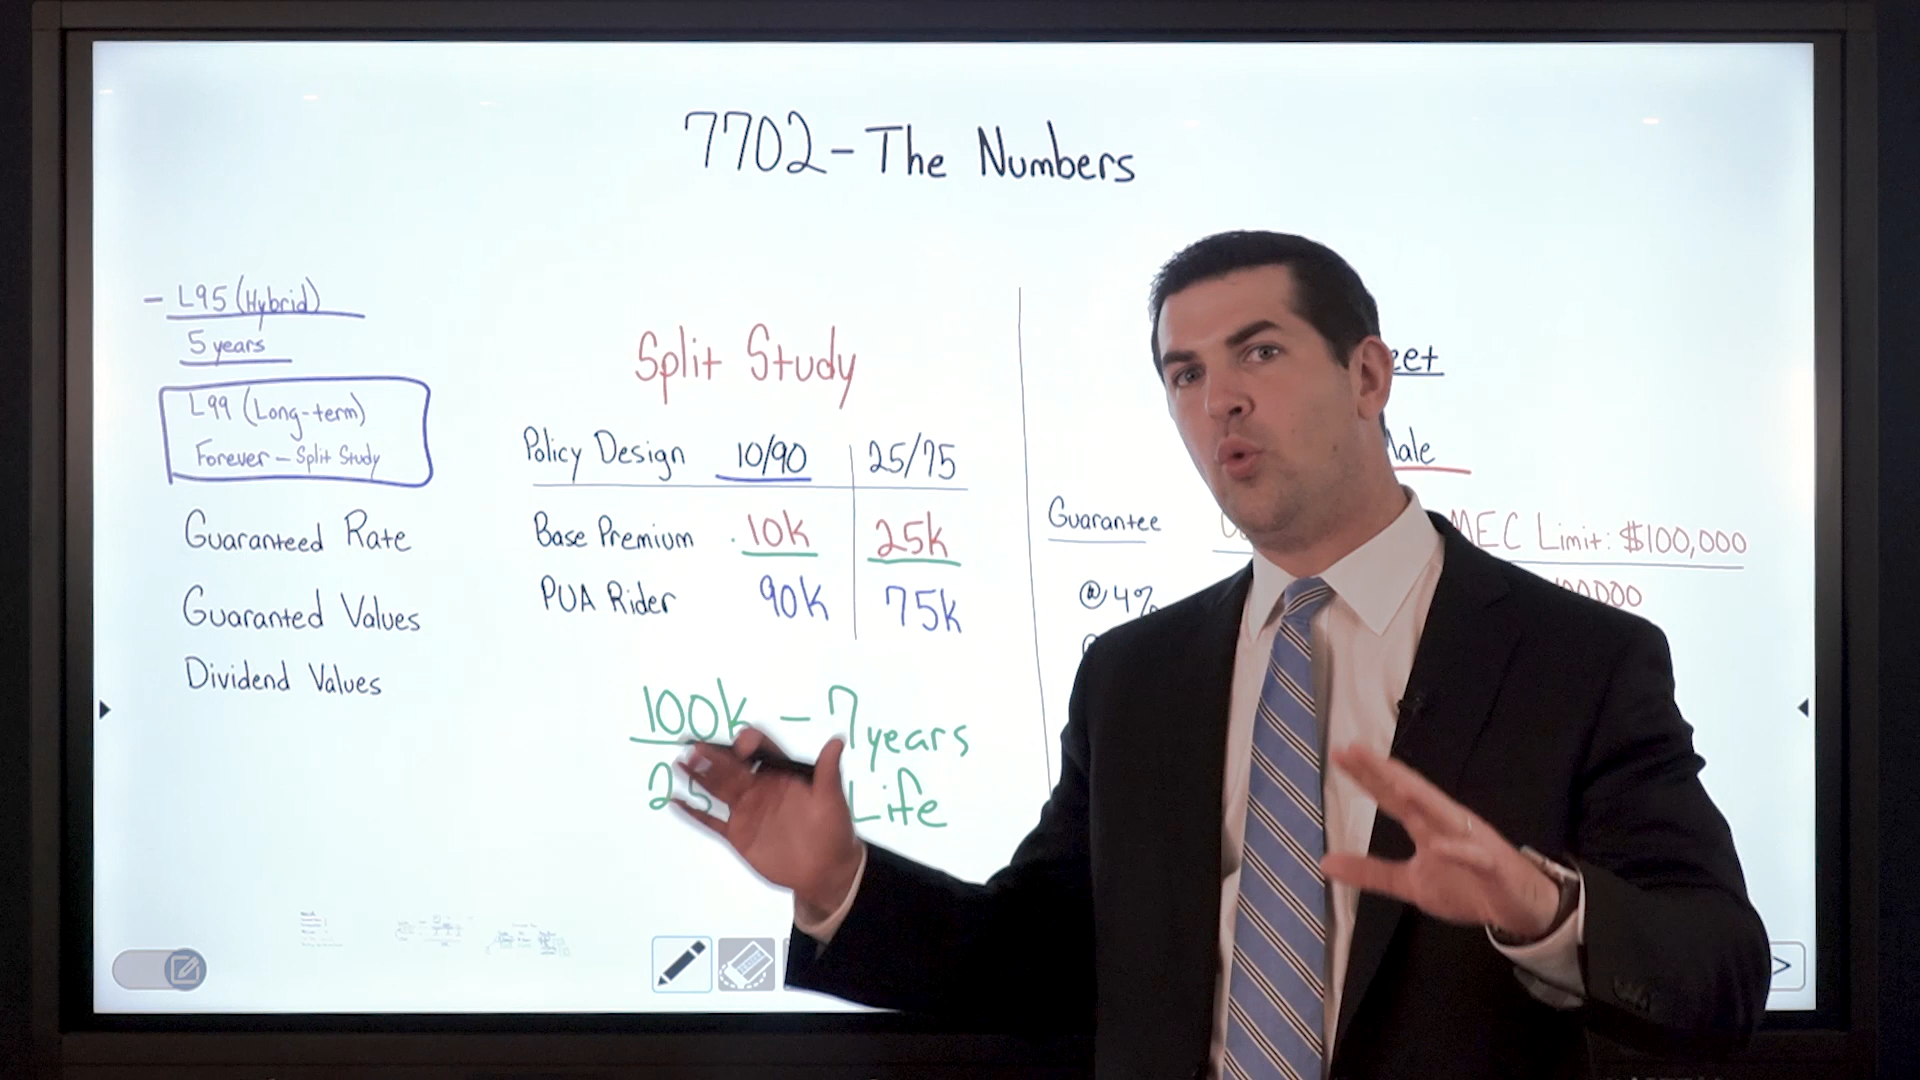 7702 - The Numbers
- L95 (Hybrid)
5 years
L99 (Long-term)
Forever - Split Study
Guaranteed Rate
Guaranted Values
Dividend Values
Split Study
Policy Design 10/90 25/75
Base Premium 10k 25k
PUA Rider 90k 75k
100k - 7 years
Life
Guarantee
@ 4%
MEC Limit: $100,000